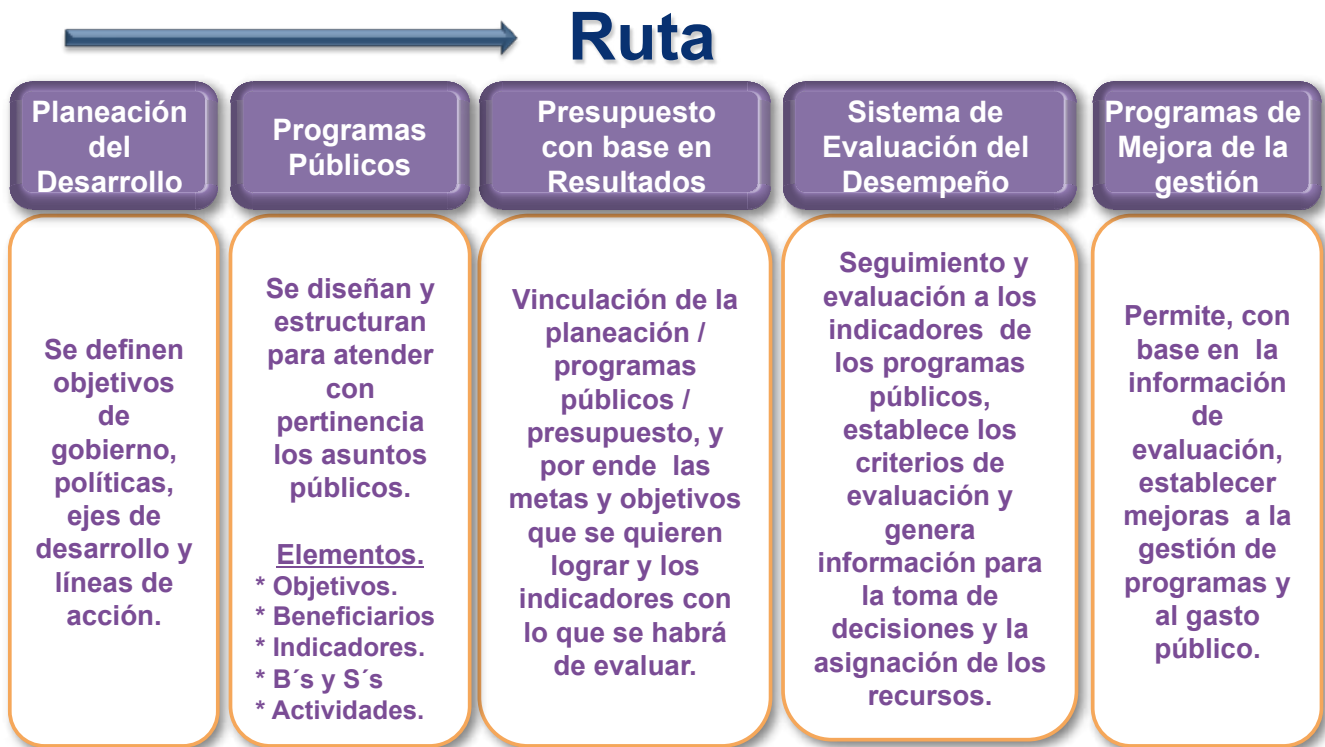 Ruta
Planeación
del
Desarrollo
Se definen
objetivos
de
gobierno,
políticas,
ejes de
desarrollo y
líneas de
acción.
Programas
Públicos
Se diseñan y
estructuran
para atender
con
pertinencia
los asuntos
públicos.
Elementos.
* Objetivos.
* Beneficiarios
* Indicadores.
* B´s y S´s
* Actividades.
Presupuesto
con base en
Resultados
Vinculación de la
planeación /
programas
públicos /
presupuesto, y
por ende las
metas y objetivos
que se quieren
lograr y los
indicadores con
lo que se habrá
de evaluar.
Sistema de
Evaluación del
Desempeño
Seguimiento y
evaluación a los
indicadores de
los programas
públicos,
establece los
criterios de
evaluación y
genera
información para
la toma de
decisiones y la
asignación de los
recursos.
Programas de
Mejora de la
gestión
Permite, con
base en la
información
de
evaluación,
establecer
mejoras a la
gestión de
programas y
al gasto
público.